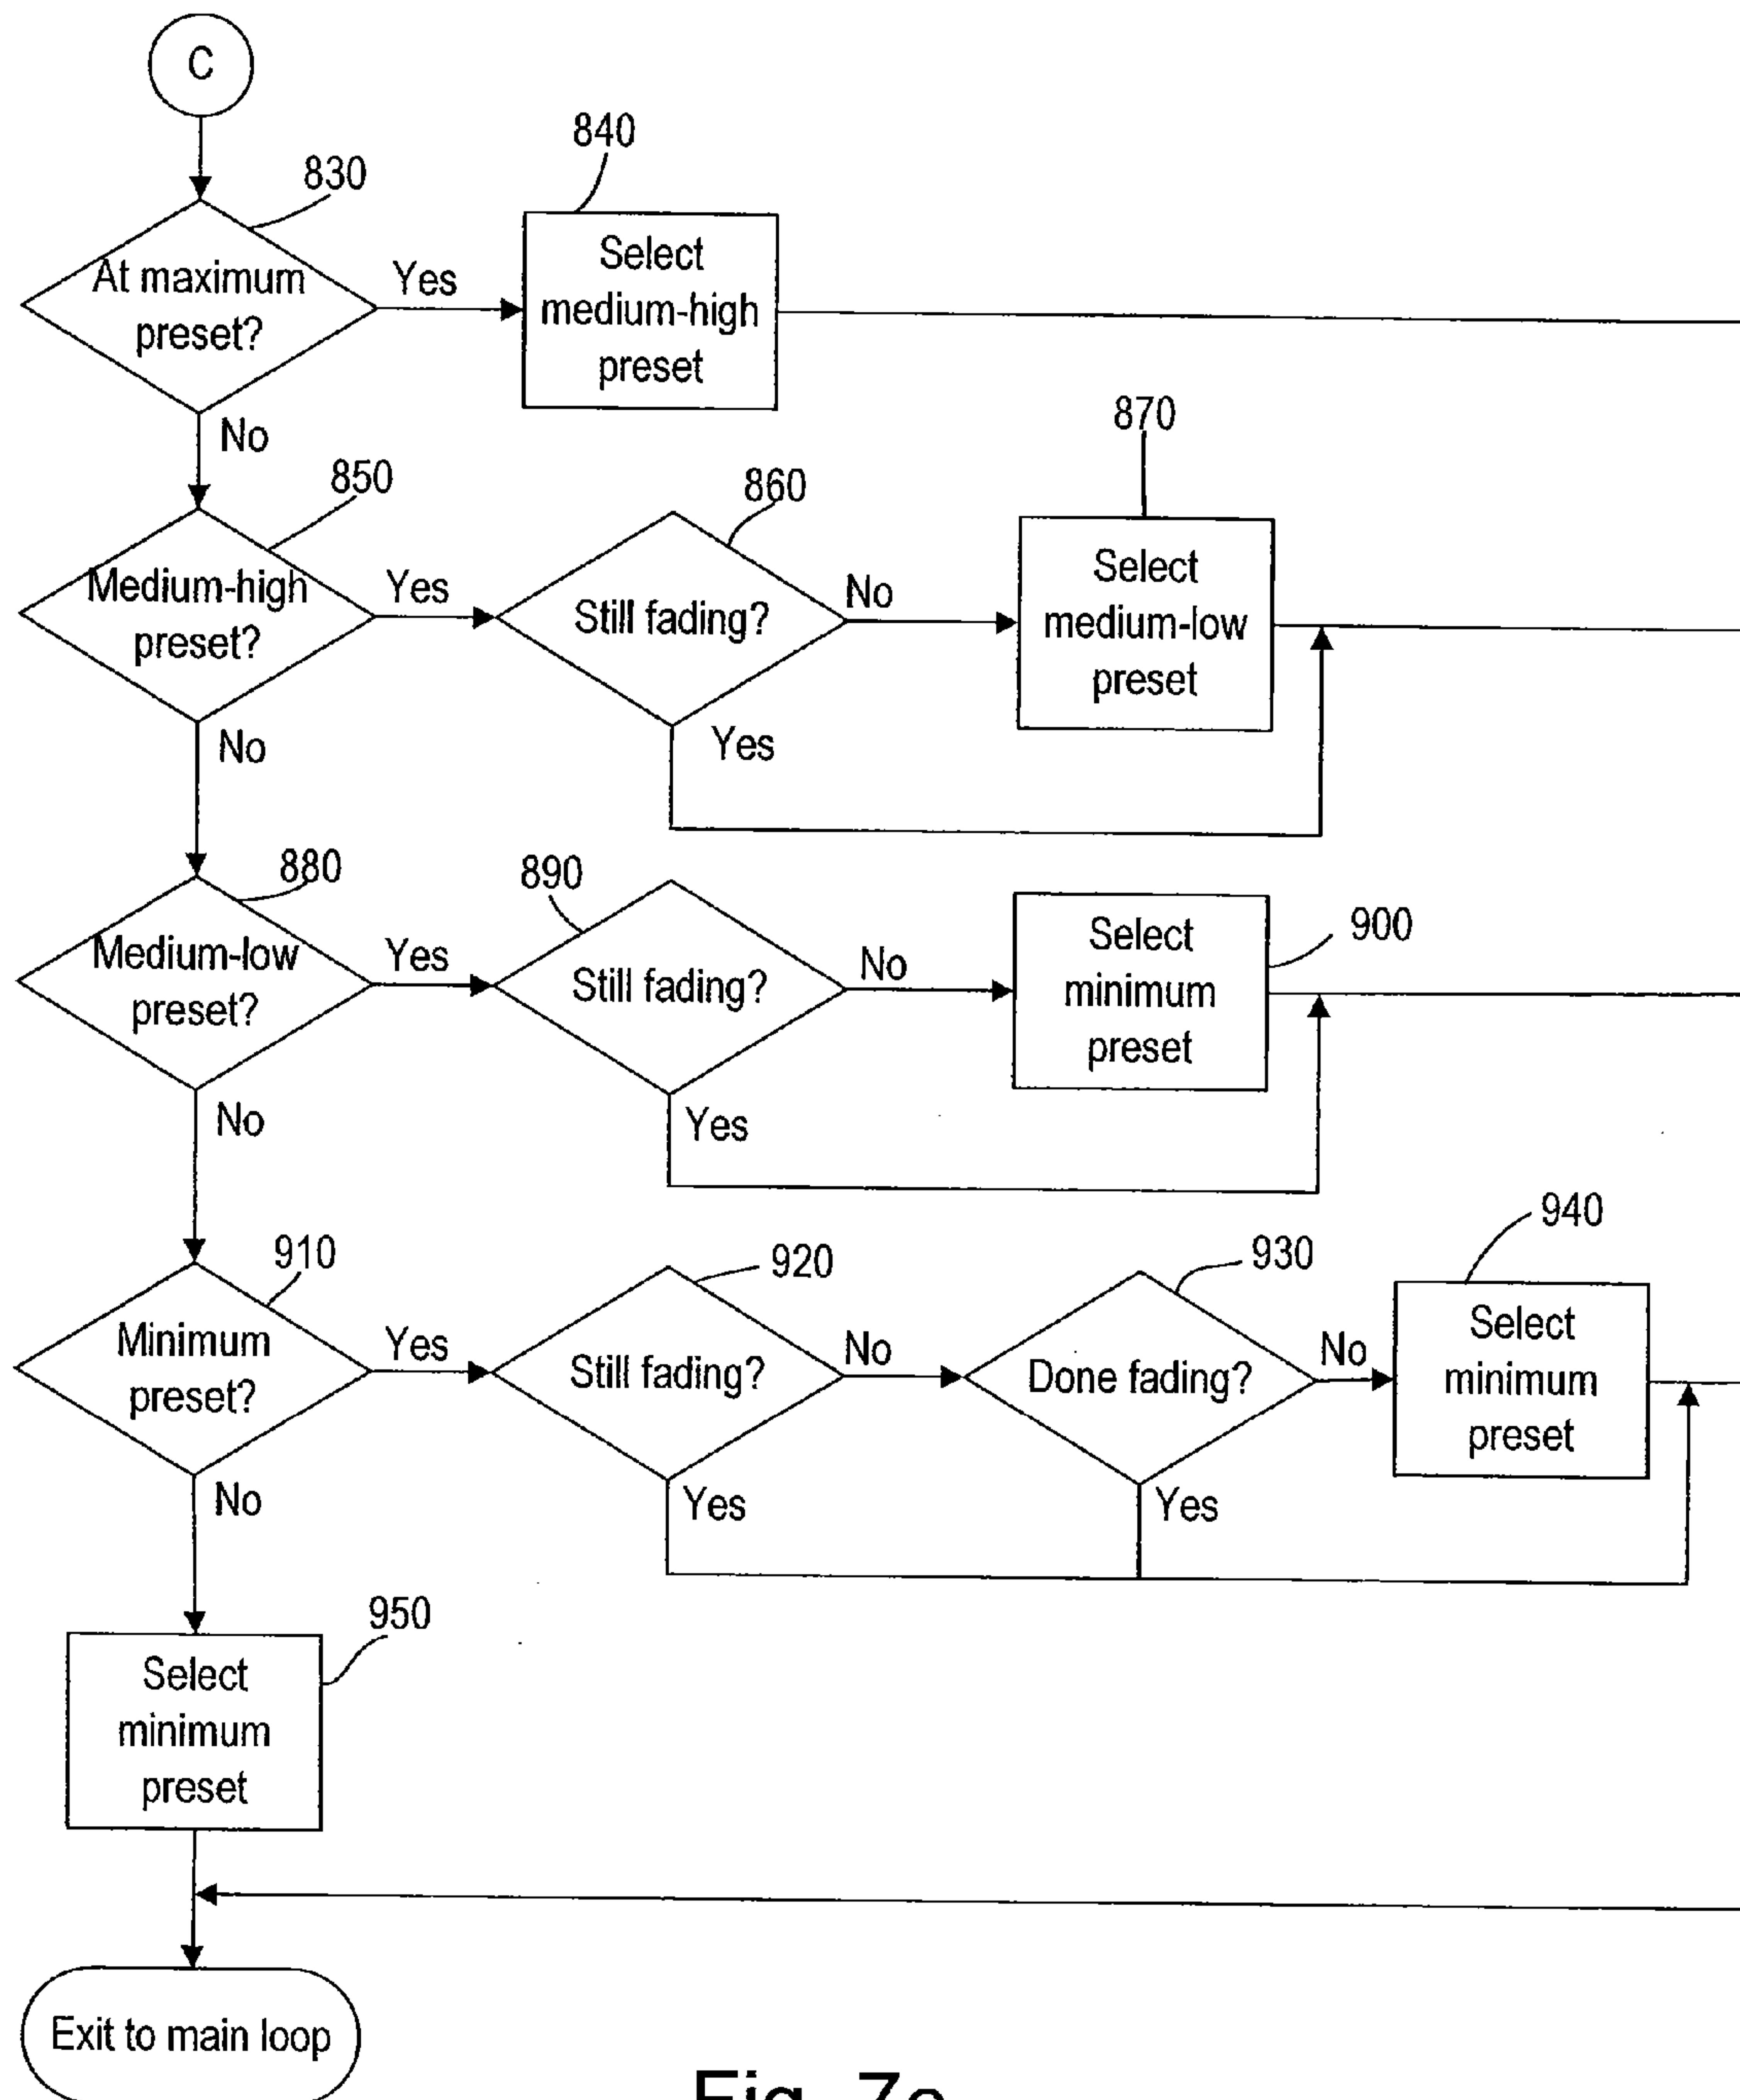 C
830
At maximum
preset?
Yes
840
Select
medium-high
preset
No
850
Medium-high
preset?
Yes
860
Still fading?
No
870
Select
medium-low
preset
Yes
No
880
Medium-low
preset?
Yes
890
Still fading?
No
900
Select
minimum
preset
Yes
No
910
Minimum
preset?
Yes
920
Still fading?
No
930
Done fading?
No
940
Select
minimum
preset
Yes
Yes
No
950
Select
minimum
preset
Exit to main loop
Fig.